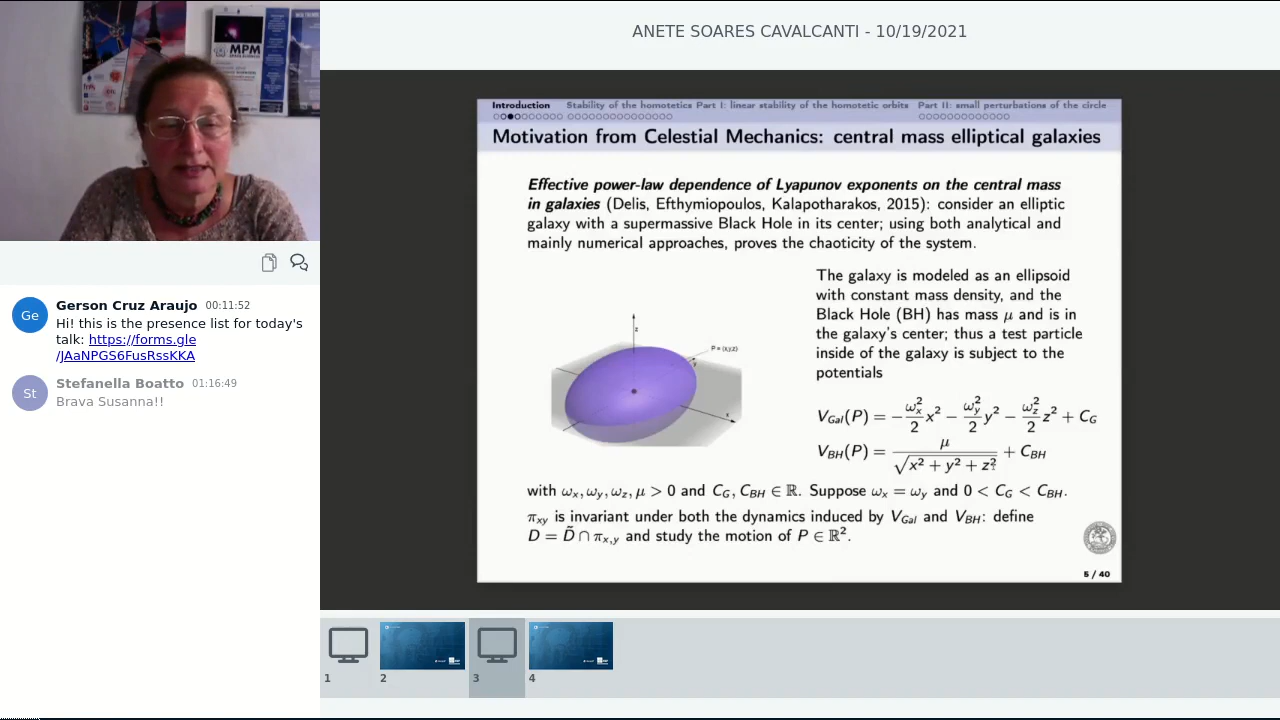 MPM
ANETE SOARES CAVALCANTI - 10/19/2021
Ge
Gerson Cruz Araujo 00:11:52
Hi! this is the presence list for today's
talk: https://forms.gle
/JAaNPGS6FusRssKKA
St
Stefanella Boatto 01:16:49
Brava Susanna!!
Introduction Stability of the homotetics Part I: linear stability of the homotetic orbits Part II: small perturbations of the circle
Motivation from Celestial Mechanics: central mass elliptical galaxies
Effective power-law dependence of Lyapunov exponents on the central mass
in galaxies (Delis, Efthymiopoulos, Kalapotharakos, 2015): consider an elliptic
galaxy with a supermassive Black Hole in its center; using both analytical and
mainly numerical approaches, proves the chaoticity of the system.
z
P = (x,y,z)
y
x
The galaxy is modeled as an ellipsoid
with constant mass density, and the
Black Hole (BH) has mass μ and is in
the galaxy's center; thus a test particle
inside of the galaxy is subject to the
potentials
V_Gal(P) = −ω_x²/2 x² − ω_y²/2 y² − ω_z²/2 z² + C_G
V_BH(P) = μ/√(x² + y² + z²) + C_BH
with ω_x, ω_y, ω_z, μ > 0 and C_G, C_BH ∈ ℝ. Suppose ω_x = ω_y and 0 < C_G < C_BH.
π_xy is invariant under both the dynamics induced by V_Gal and V_BH: define
D = D̃ ∩ π_x,y and study the motion of P ∈ ℝ².
5 / 40
1
2
3
4